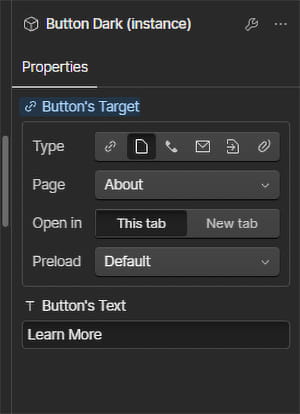 Button Dark (instance)
Properties
Button's Target
Type
Page
About
Open in
This tab
New tab
Preload
Default
Button's Text
Learn More